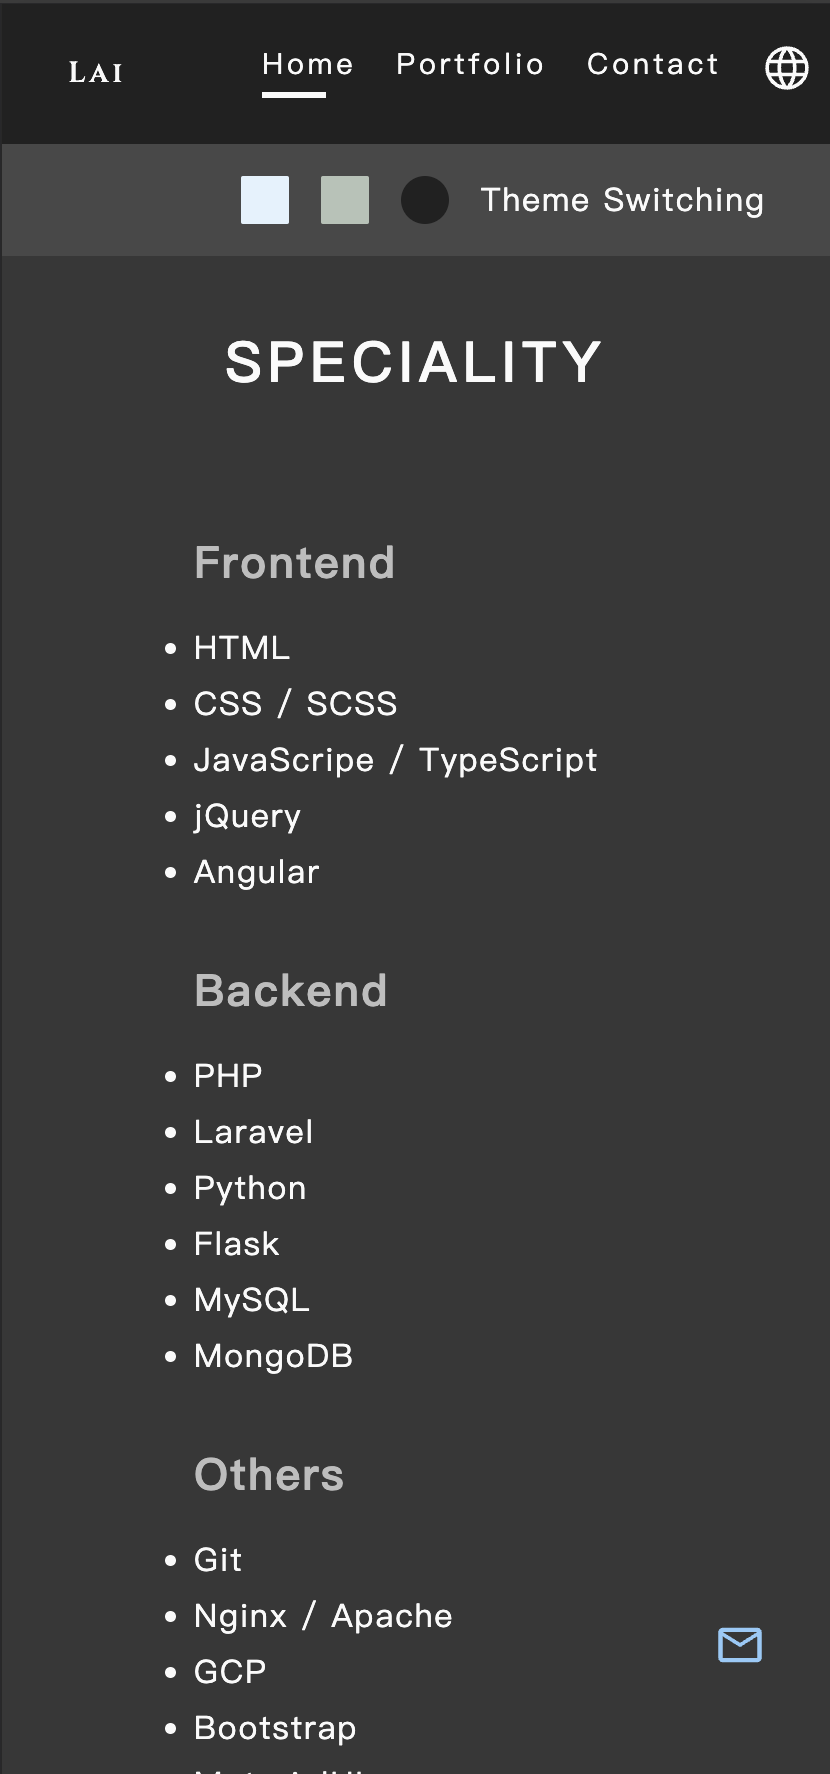 LAI
Home Portfolio Contact
Theme Switching
SPECIALITY
Frontend
HTML
CSS / SCSS
JavaScripe / TypeScript
jQuery
Angular
Backend
PHP
Laravel
Python
Flask
MySQL
MongoDB
Others
Git
Nginx / Apache
GCP
Bootstrap